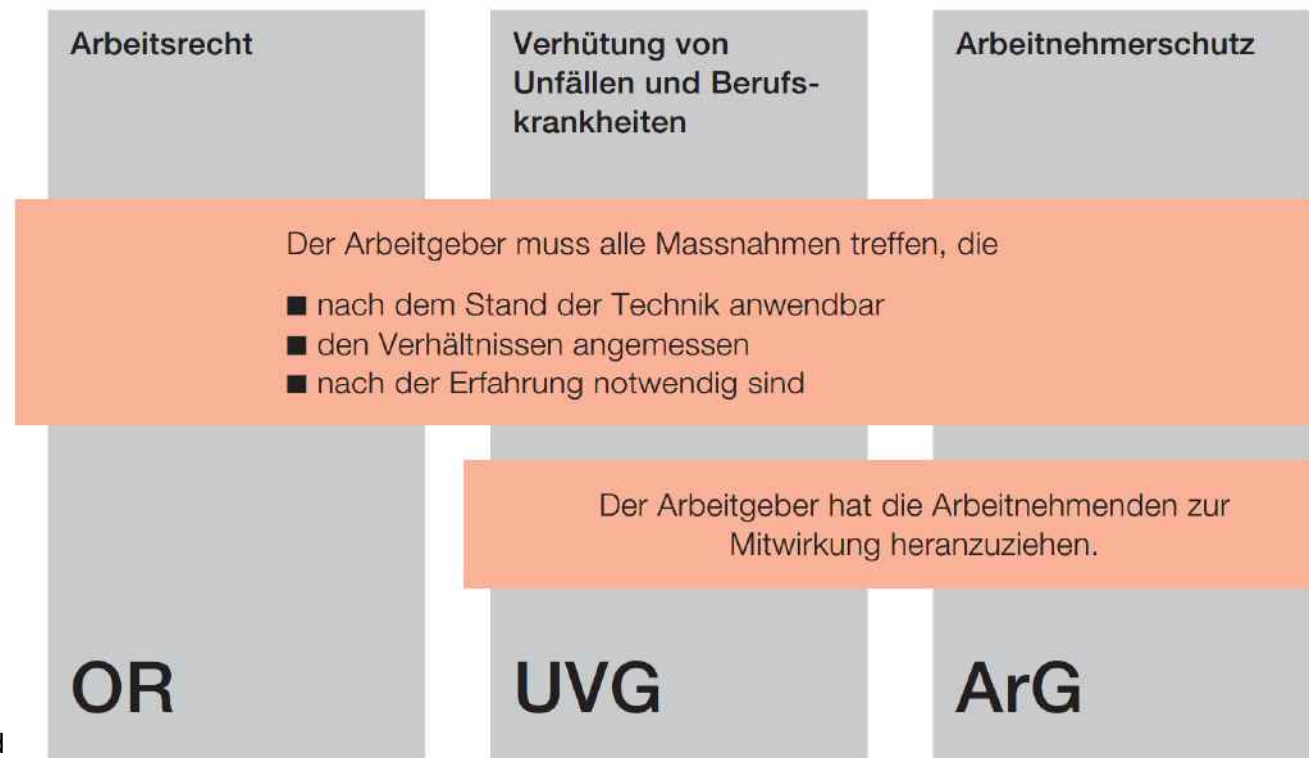 Arbeitsrecht
Verhütung von
Unfällen und Berufs-
krankheiten
Arbeitnehmerschutz
Der Arbeitgeber muss alle Massnahmen treffen, die
■ nach dem Stand der Technik anwendbar
■ den Verhältnissen angemessen
■ nach der Erfahrung notwendig sind
Der Arbeitgeber hat die Arbeitnehmenden zur
Mitwirkung heranzuziehen.
OR
UVG
ArG